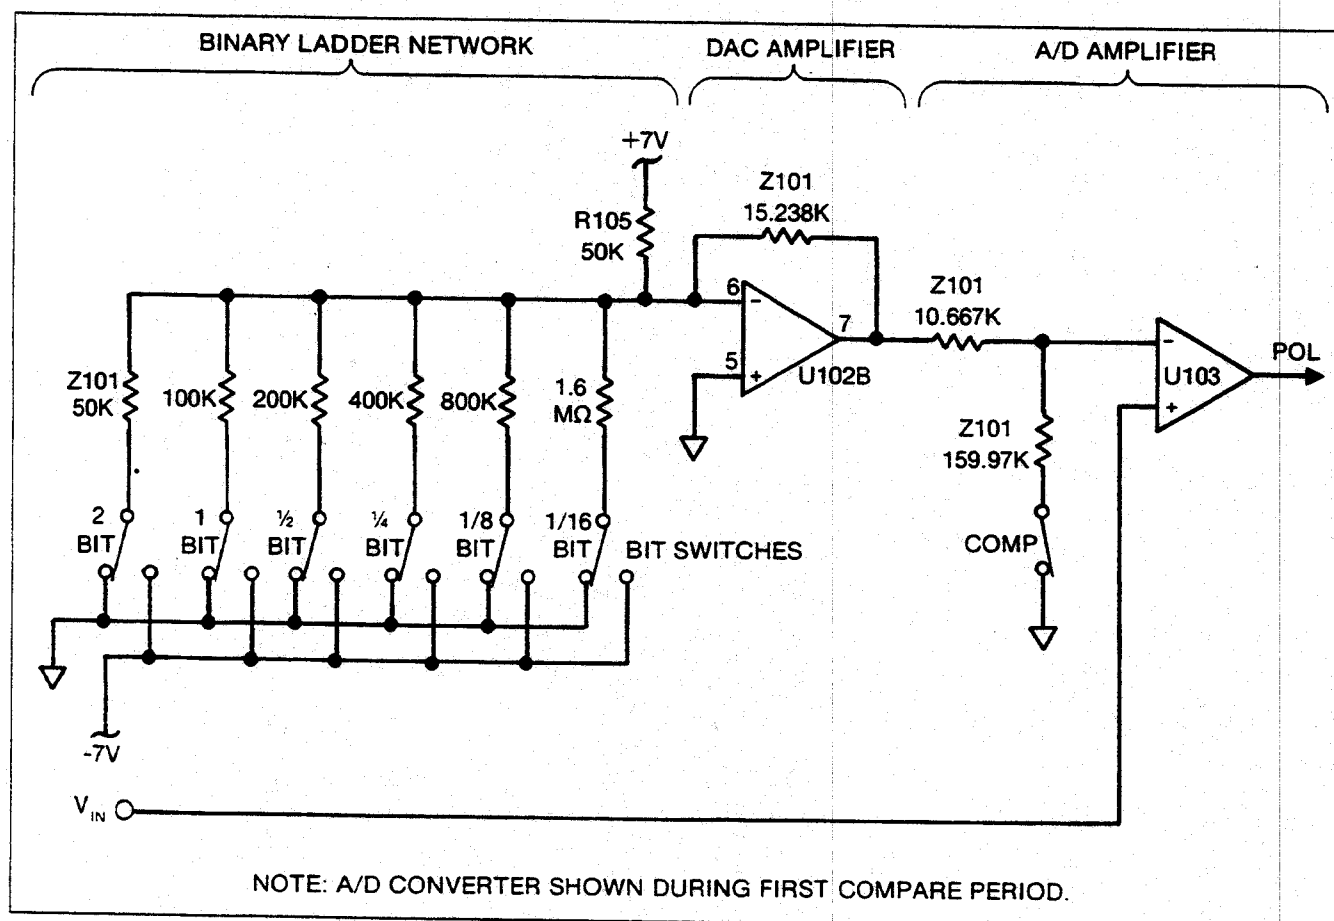 BINARY LADDER NETWORK
DAC AMPLIFIER
A/D AMPLIFIER
+7V
R105
50K
Z101
15.238K
Z101
10.667K
6
-
7
5
+
U102B
-
U103
+
POL
Z101
50K
100K
200K
400K
800K
1.6
MΩ
Z101
159.97K
2
BIT
1
BIT
½
BIT
¼
BIT
1/8
BIT
1/16
BIT
BIT SWITCHES
COMP
-7V
VIN
NOTE: A/D CONVERTER SHOWN DURING FIRST COMPARE PERIOD.